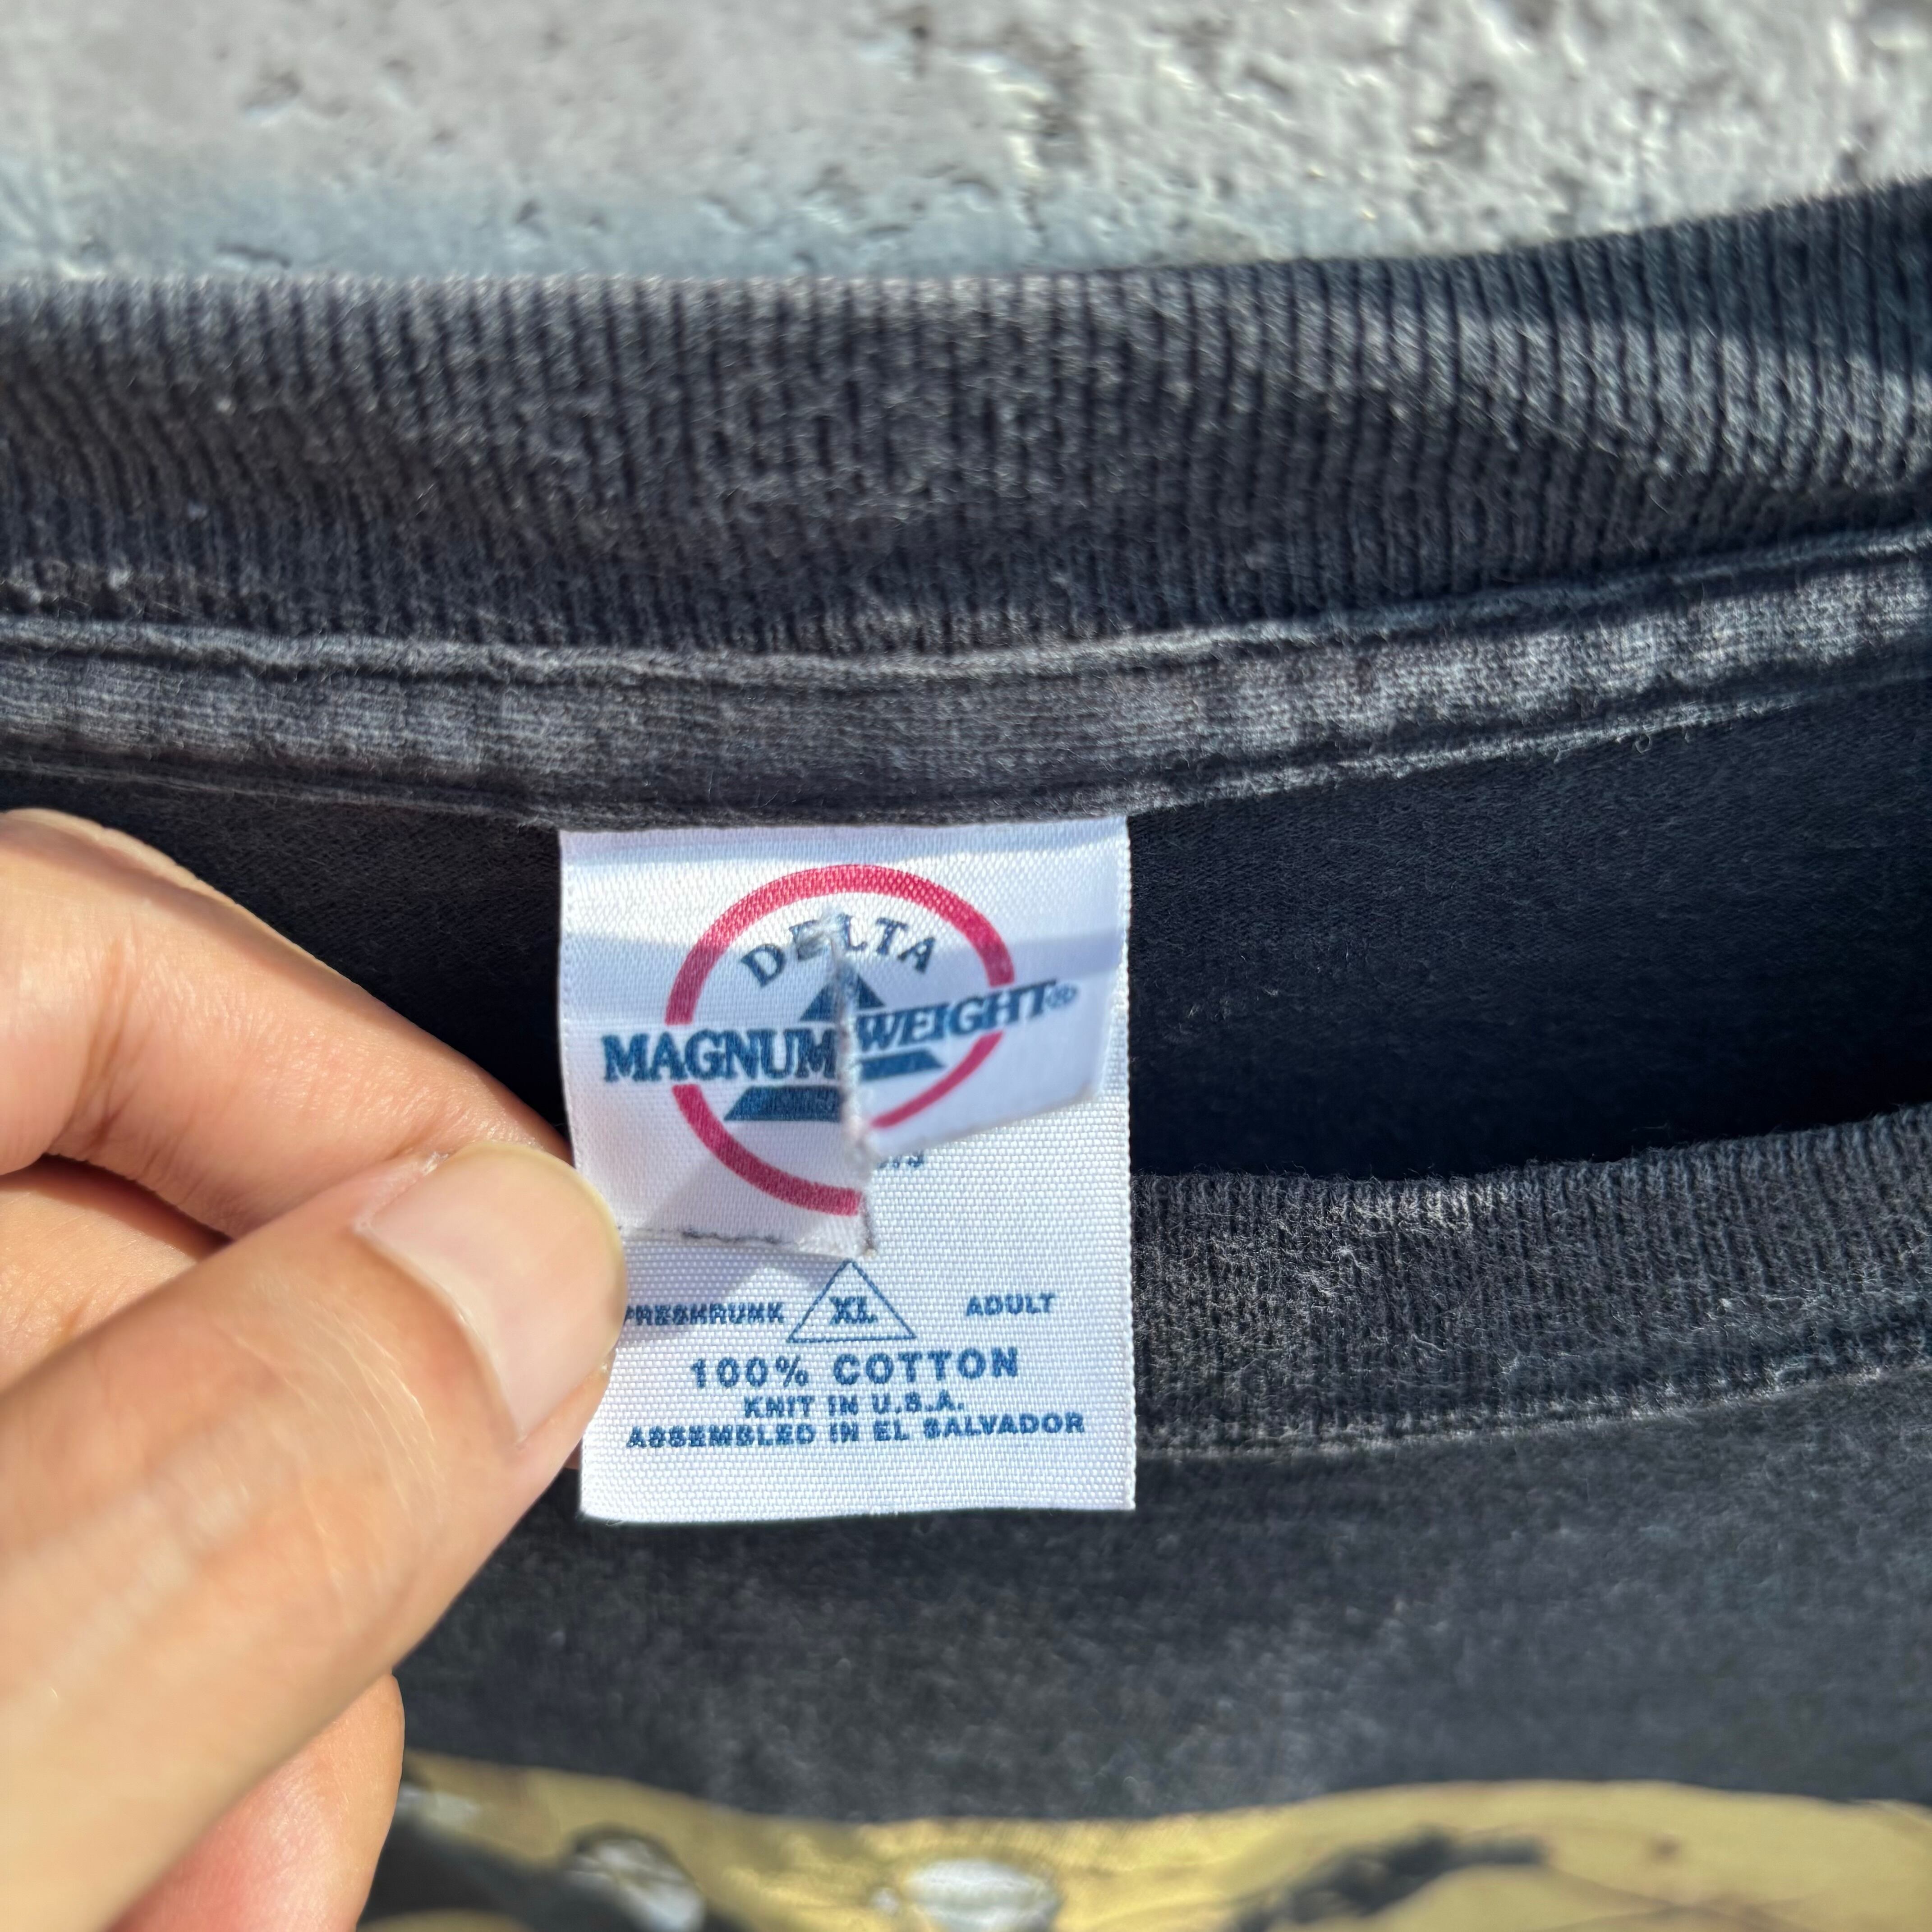 DELTA
MAGNUM WEIGHT®
PRESHRUNK XL ADULT
100% COTTON
KNIT IN U.S.A.
ASSEMBLED IN EL SALVADOR